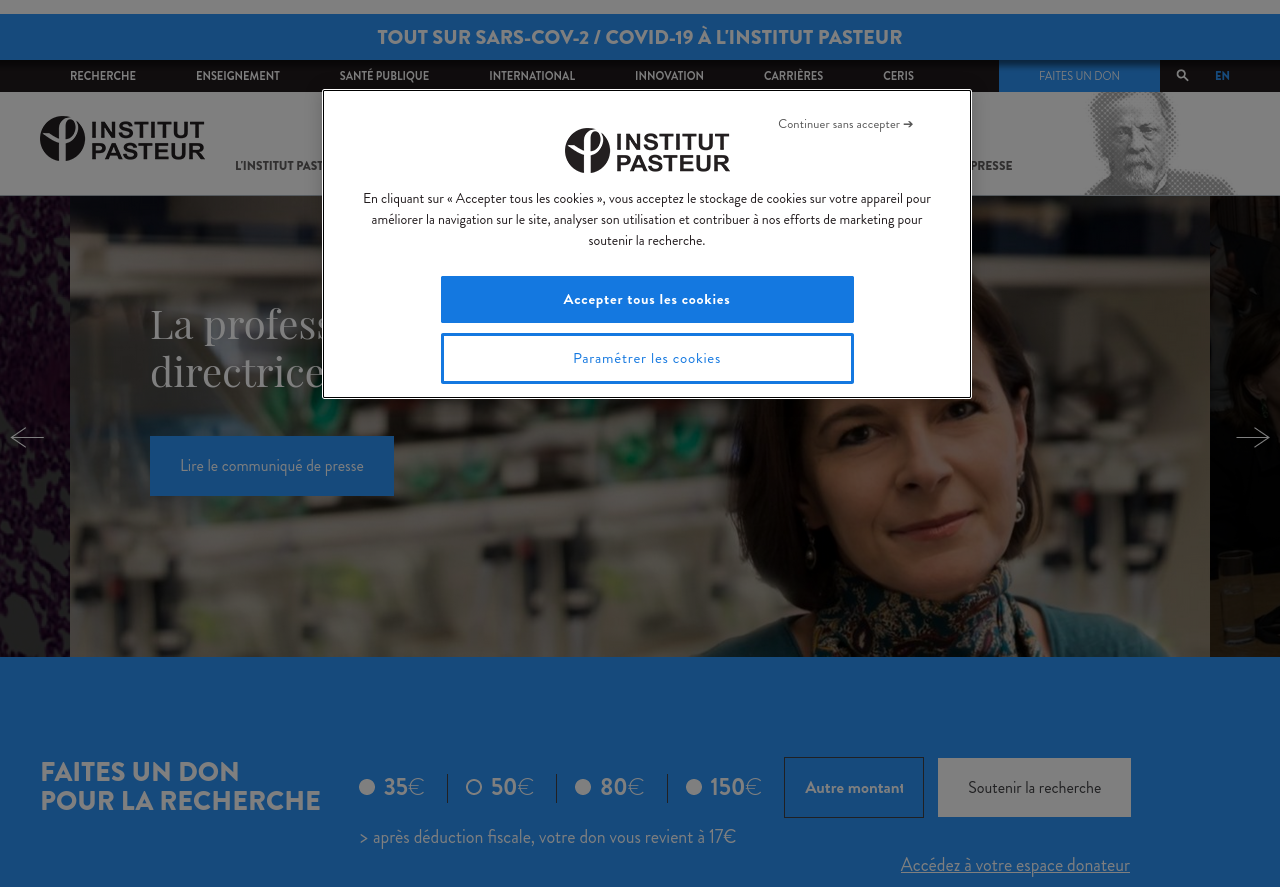 TOUT SUR SARS-COV-2 / COVID-19 À L'INSTITUT PASTEUR
RECHERCHE ENSEIGNEMENT SANTÉ PUBLIQUE INTERNATIONAL INNOVATION CARRIÈRES CERIS FAITES UN DON EN
INSTITUT
PASTEUR
L'INSTITUT PAST
PRESSE
Continuer sans accepter ➔
INSTITUT
PASTEUR
En cliquant sur « Accepter tous les cookies », vous acceptez le stockage de cookies sur votre appareil pour
améliorer la navigation sur le site, analyser son utilisation et contribuer à nos efforts de marketing pour
soutenir la recherche.
Accepter tous les cookies
Paramétrer les cookies
La profess
directrice
Lire le communiqué de presse
FAITES UN DON
POUR LA RECHERCHE
35€ 50€ 80€ 150€ Autre montant Soutenir la recherche
> après déduction fiscale, votre don vous revient à 17€
Accédez à votre espace donateur